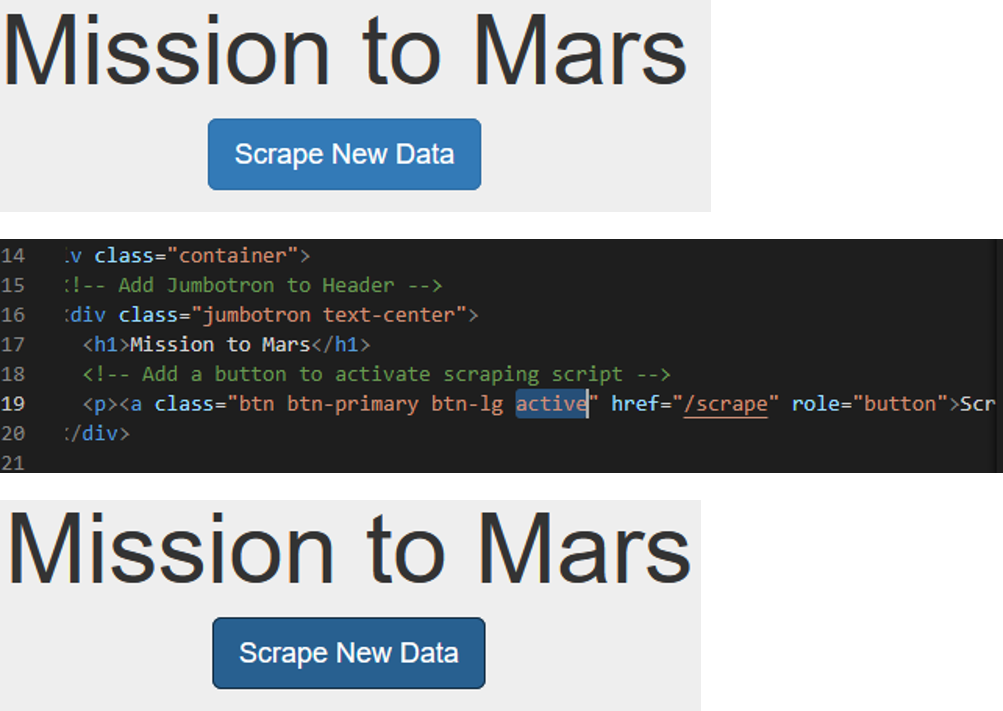 Mission to Mars
Scrape New Data
14 :v class="container">
15 :!-- Add Jumbotron to Header -->
16 :div class="jumbotron text-center">
17 <h1>Mission to Mars</h1>
18 <!-- Add a button to activate scraping script -->
19 <p><a class="btn btn-primary btn-lg active" href="/scrape" role="button">Scr
20 :/div>
21
Mission to Mars
Scrape New Data